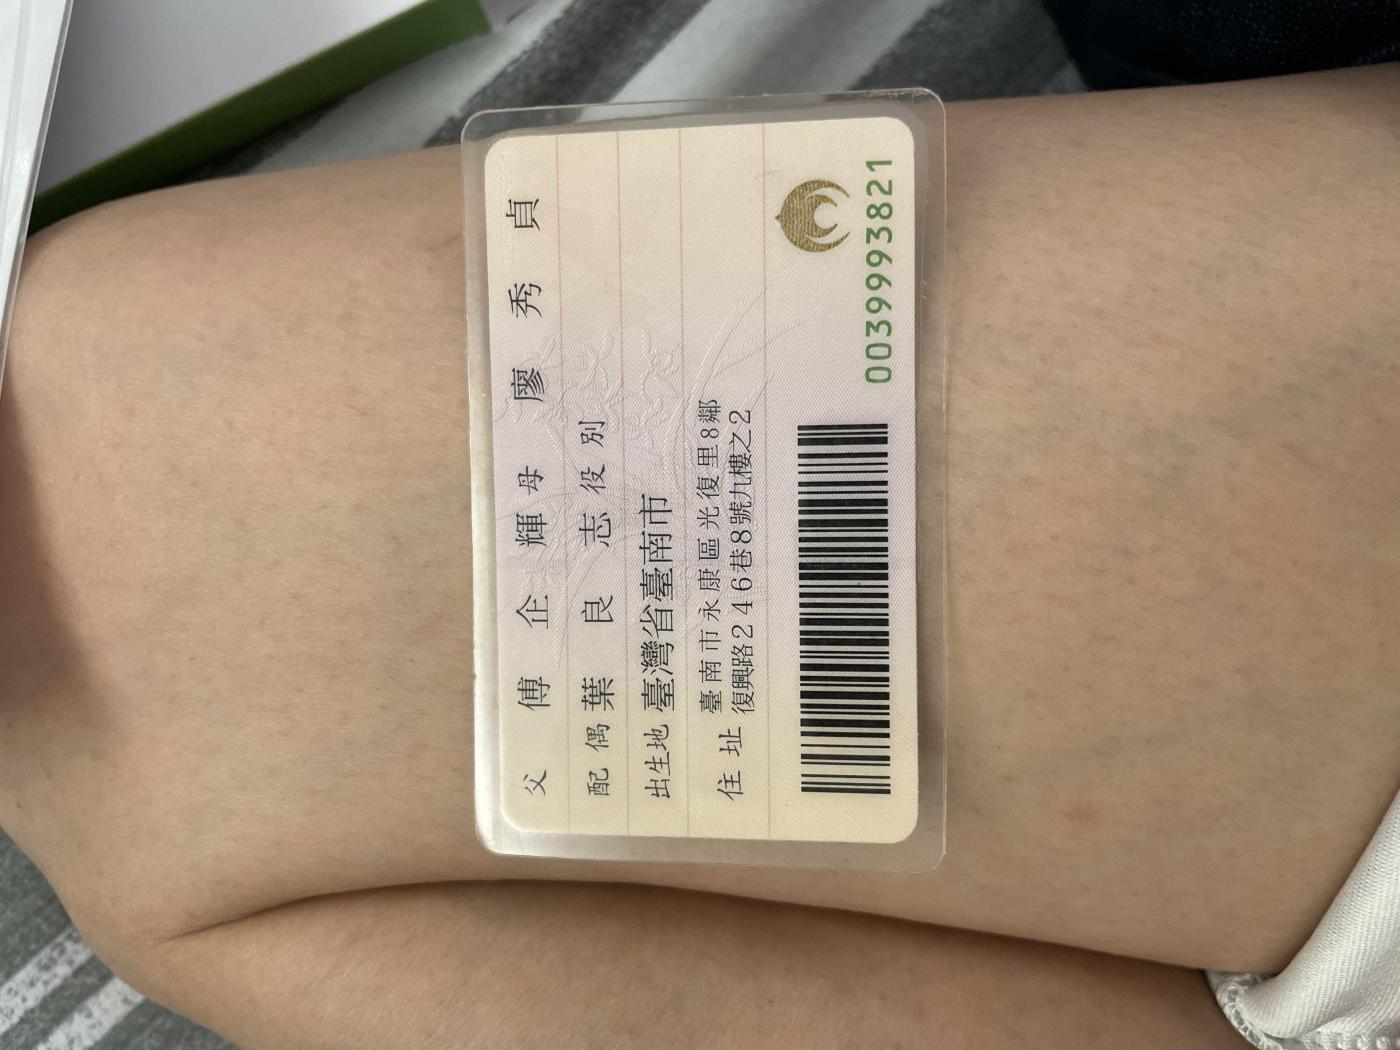 父 傅企輝 母 廖秀貞
配偶 葉良志 役別
出生地 臺灣省臺南市
住址 臺南市永康區光復里8鄰
復興路246巷8號九樓之2
0039993821